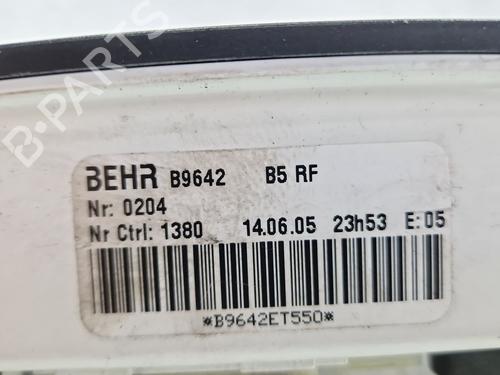 B-PARTS
BEHR B9642 B5 RF
Nr: 0204
Nr Ctrl: 1380 14.06.05 23h53 E:05
*B9642ET550*